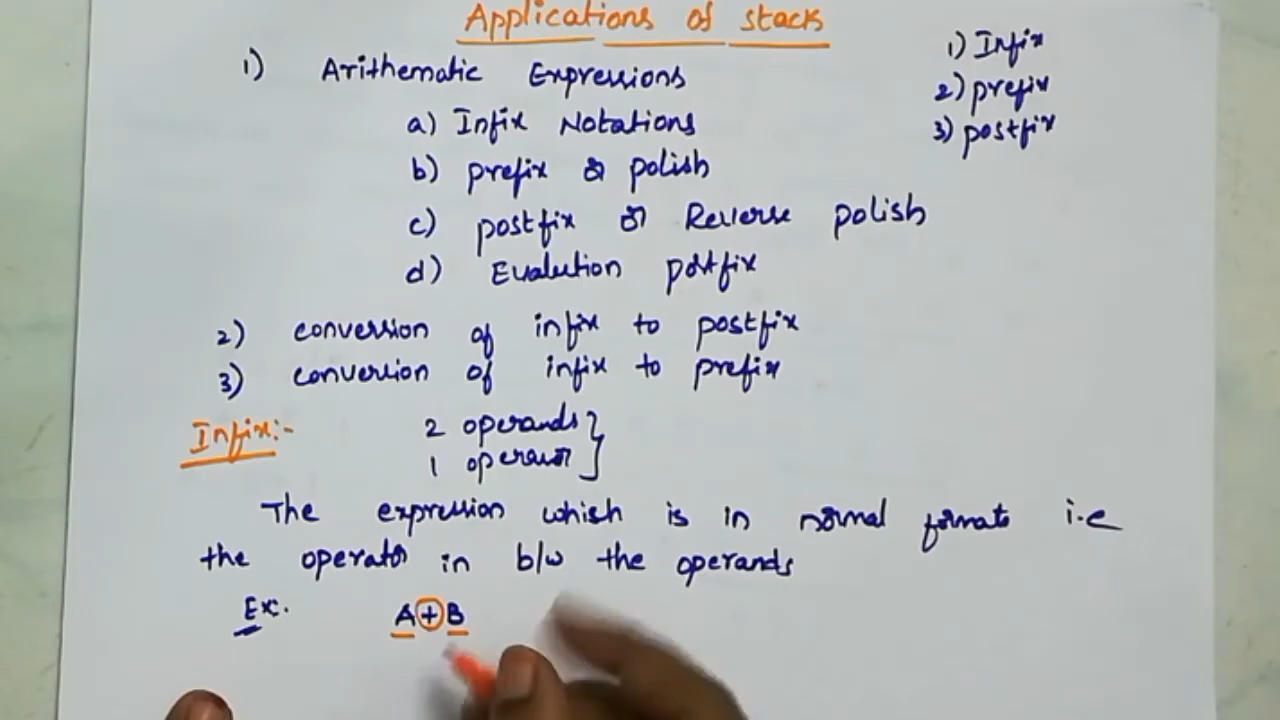 Applications of stack
1) Arithematic Expressions
a) Infix Notations
b) prefix or polish
c) postfix or Reverse polish
d) Evalution postfix
2) conversion of infix to postfix
3) conversion of infix to prefix
1) Infix
2) prefix
3) postfix
Infix:-
2 operands
1 operator
The expression which is in normal formate i.e
the operator in b/w the operands
Ex. A+B